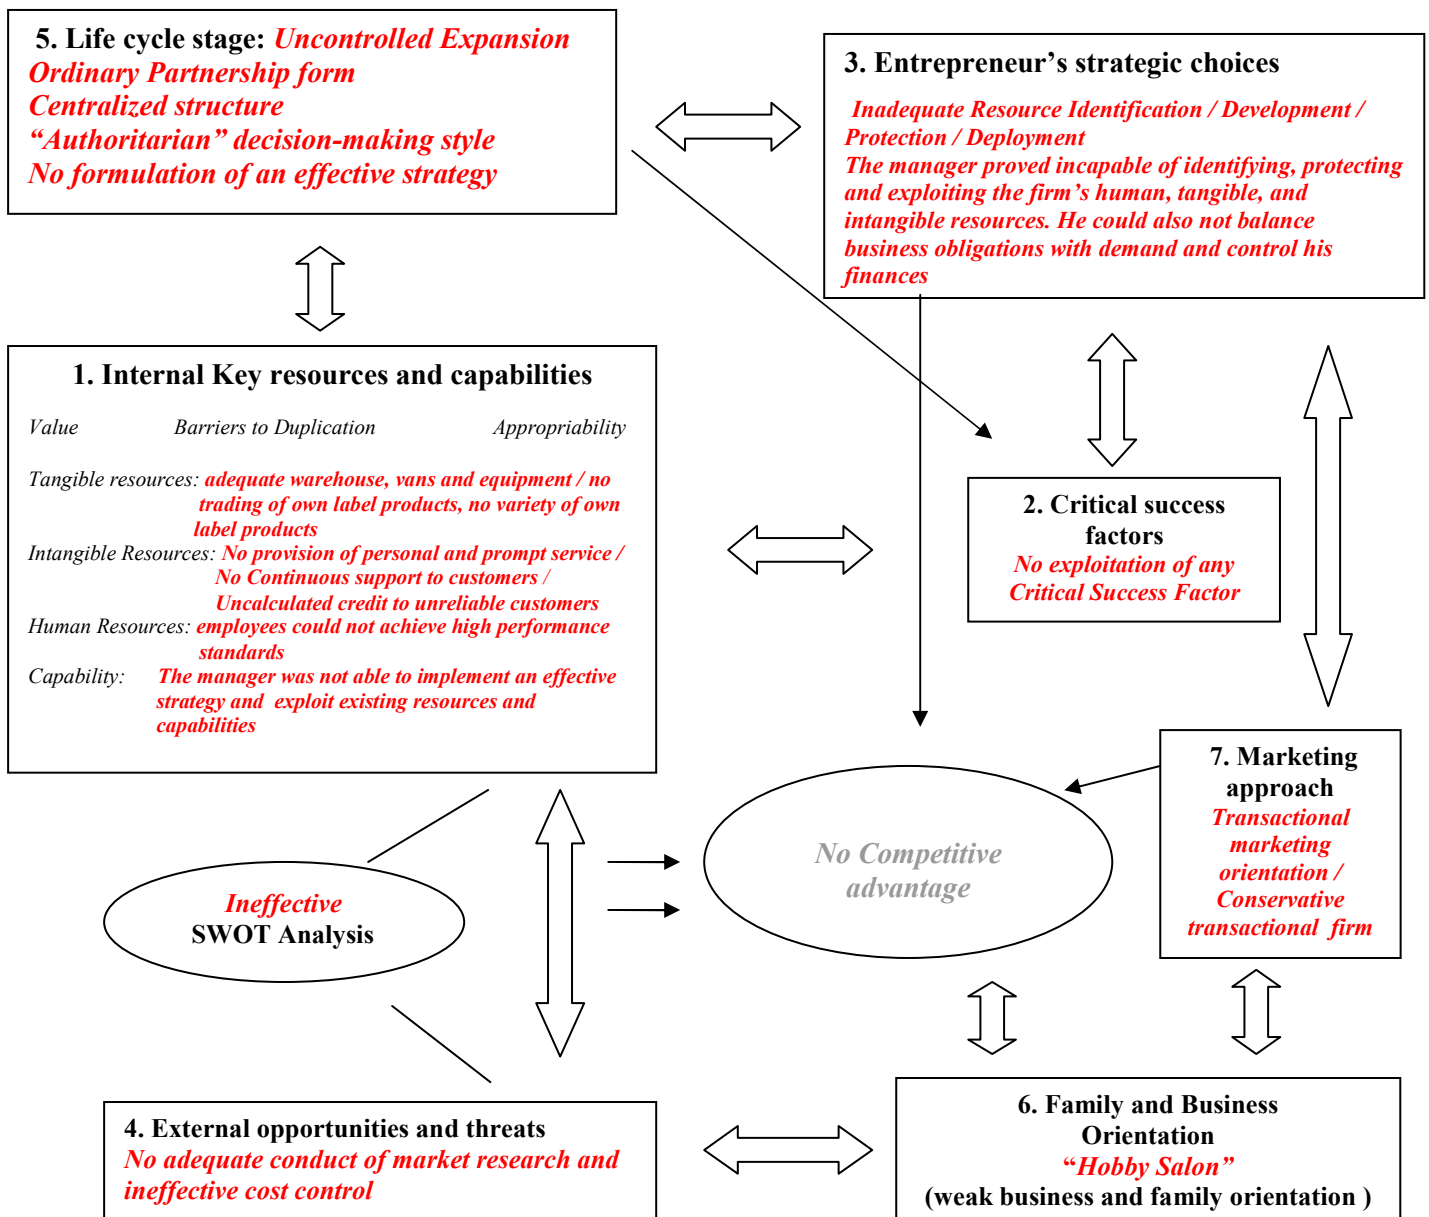 5. Life cycle stage: Uncontrolled Expansion
Ordinary Partnership form
Centralized structure
“Authoritarian” decision-making style
No formulation of an effective strategy
3. Entrepreneur’s strategic choices
Inadequate Resource Identification / Development /
Protection / Deployment
The manager proved incapable of identifying, protecting
and exploiting the firm’s human, tangible, and
intangible resources. He could also not balance
business obligations with demand and control his
finances
1. Internal Key resources and capabilities
Value Barriers to Duplication Appropriability
Tangible resources: adequate warehouse, vans and equipment / no
trading of own label products, no variety of own
label products
Intangible Resources: No provision of personal and prompt service /
No Continuous support to customers /
Uncalculated credit to unreliable customers
Human Resources: employees could not achieve high performance
standards
Capability: The manager was not able to implement an effective
strategy and exploit existing resources and
capabilities
2. Critical success
factors
No exploitation of any
Critical Success Factor
7. Marketing
approach
Transactional
marketing
orientation /
Conservative
transactional firm
No Competitive
advantage
Ineffective
SWOT Analysis
4. External opportunities and threats
No adequate conduct of market research and
ineffective cost control
6. Family and Business
Orientation
“Hobby Salon”
(weak business and family orientation )